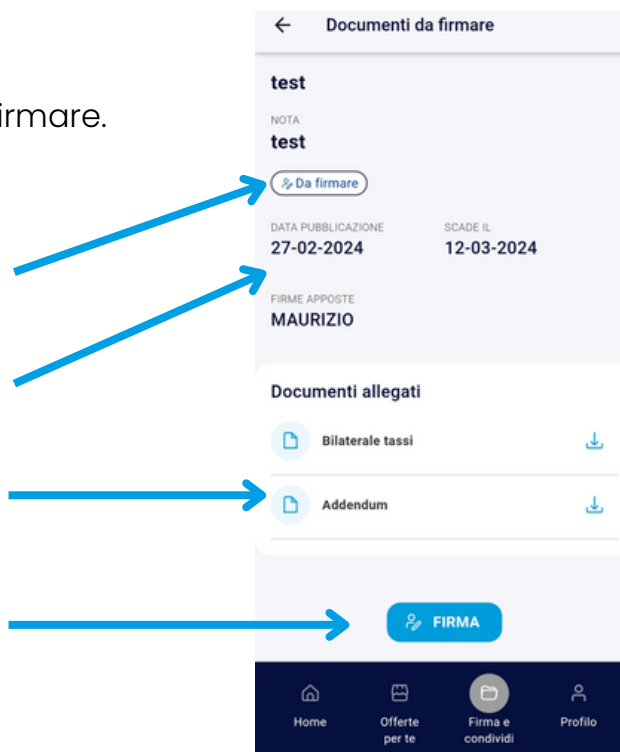 Documenti da firmare
test
irmare.
NOTA
test
Da firmare
DATA PUBBLICAZIONE SCADE IL
27-02-2024 12-03-2024
FIRME APPOSTE
MAURIZIO
Documenti allegati
Bilaterale tassi
Addendum
FIRMA
Home Offerte Firma e Profilo
per te condividi